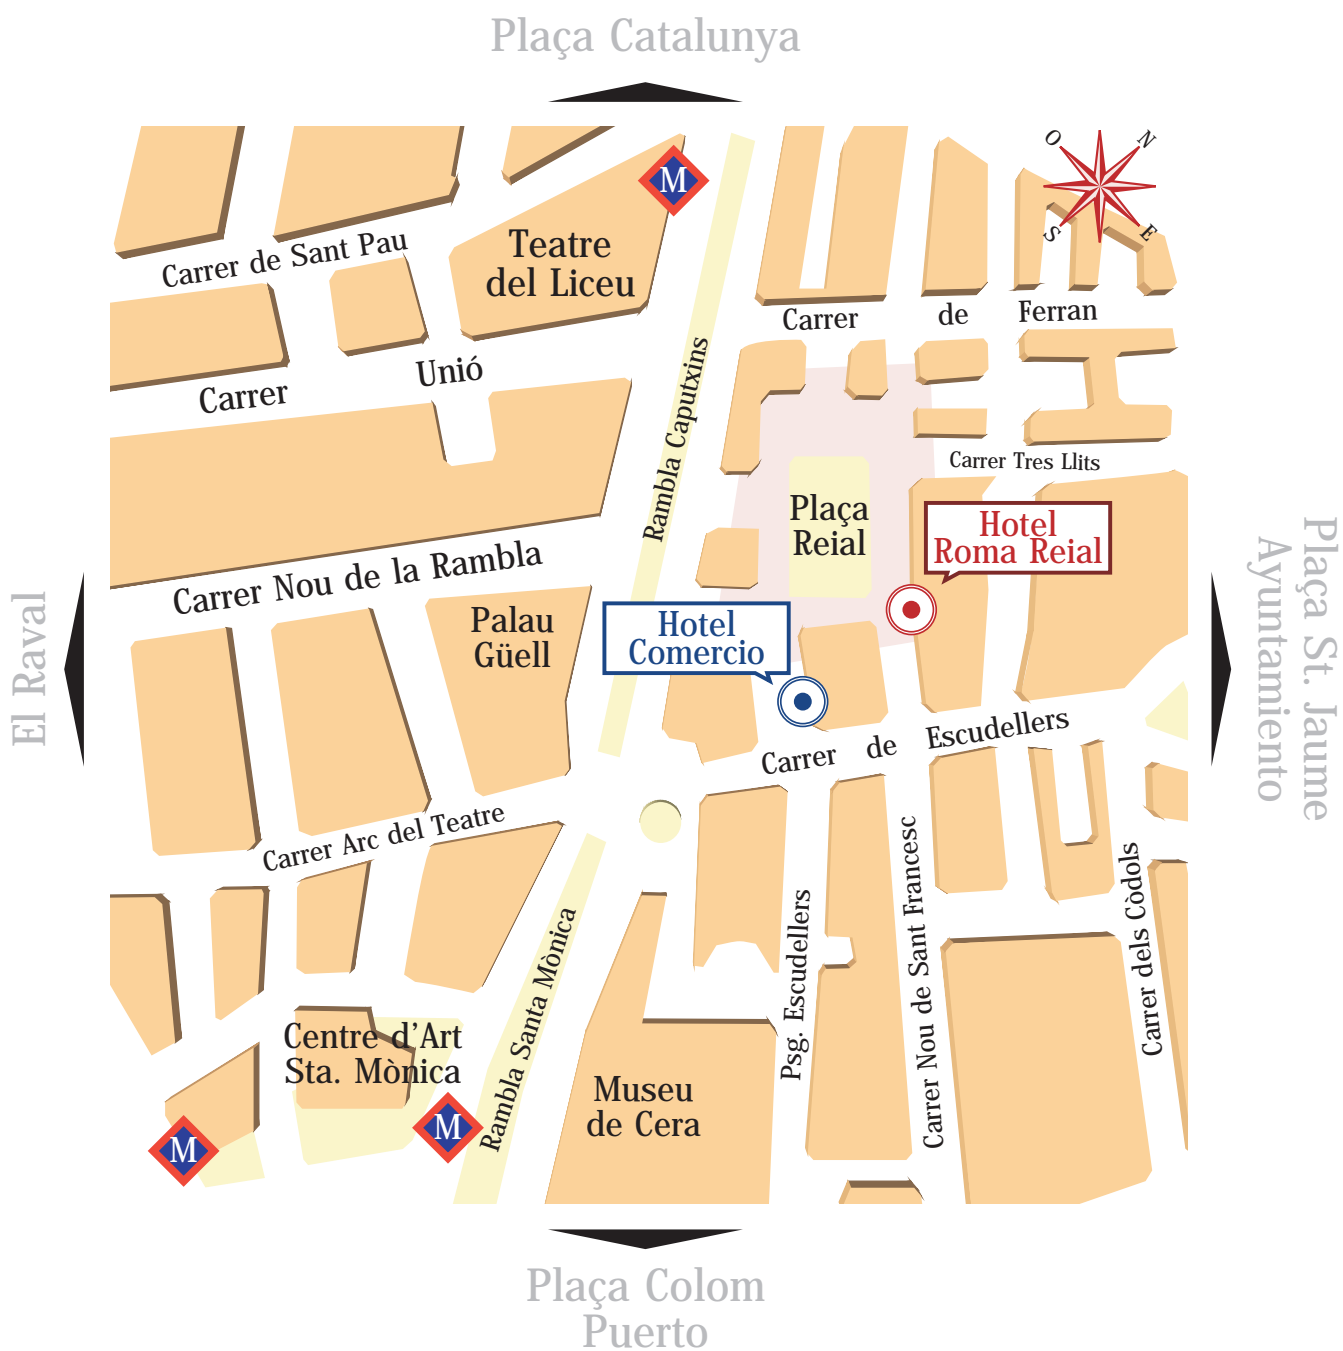 Plaça Catalunya
O
N
M
Teatre
del Liceu
Carrer de Sant Pau
S
E
Carrer de Ferran
Carrer Unió
Rambla Caputxins
Carrer Tres Llits
Plaça
Reial
Hotel
Roma Reial
Carrer Nou de la Rambla
Palau
Güell
Hotel
Comercio
El Raval
Plaça St. Jaume
Ayuntamiento
Carrer de Escudellers
Carrer Arc del Teatre
Rambla Santa Mònica
Psg. Escudellers
Carrer Nou de Sant Francesc
Carrer dels Còdols
Centre d'Art
Sta. Mònica
Museu
de Cera
M
M
Plaça Colom
Puerto